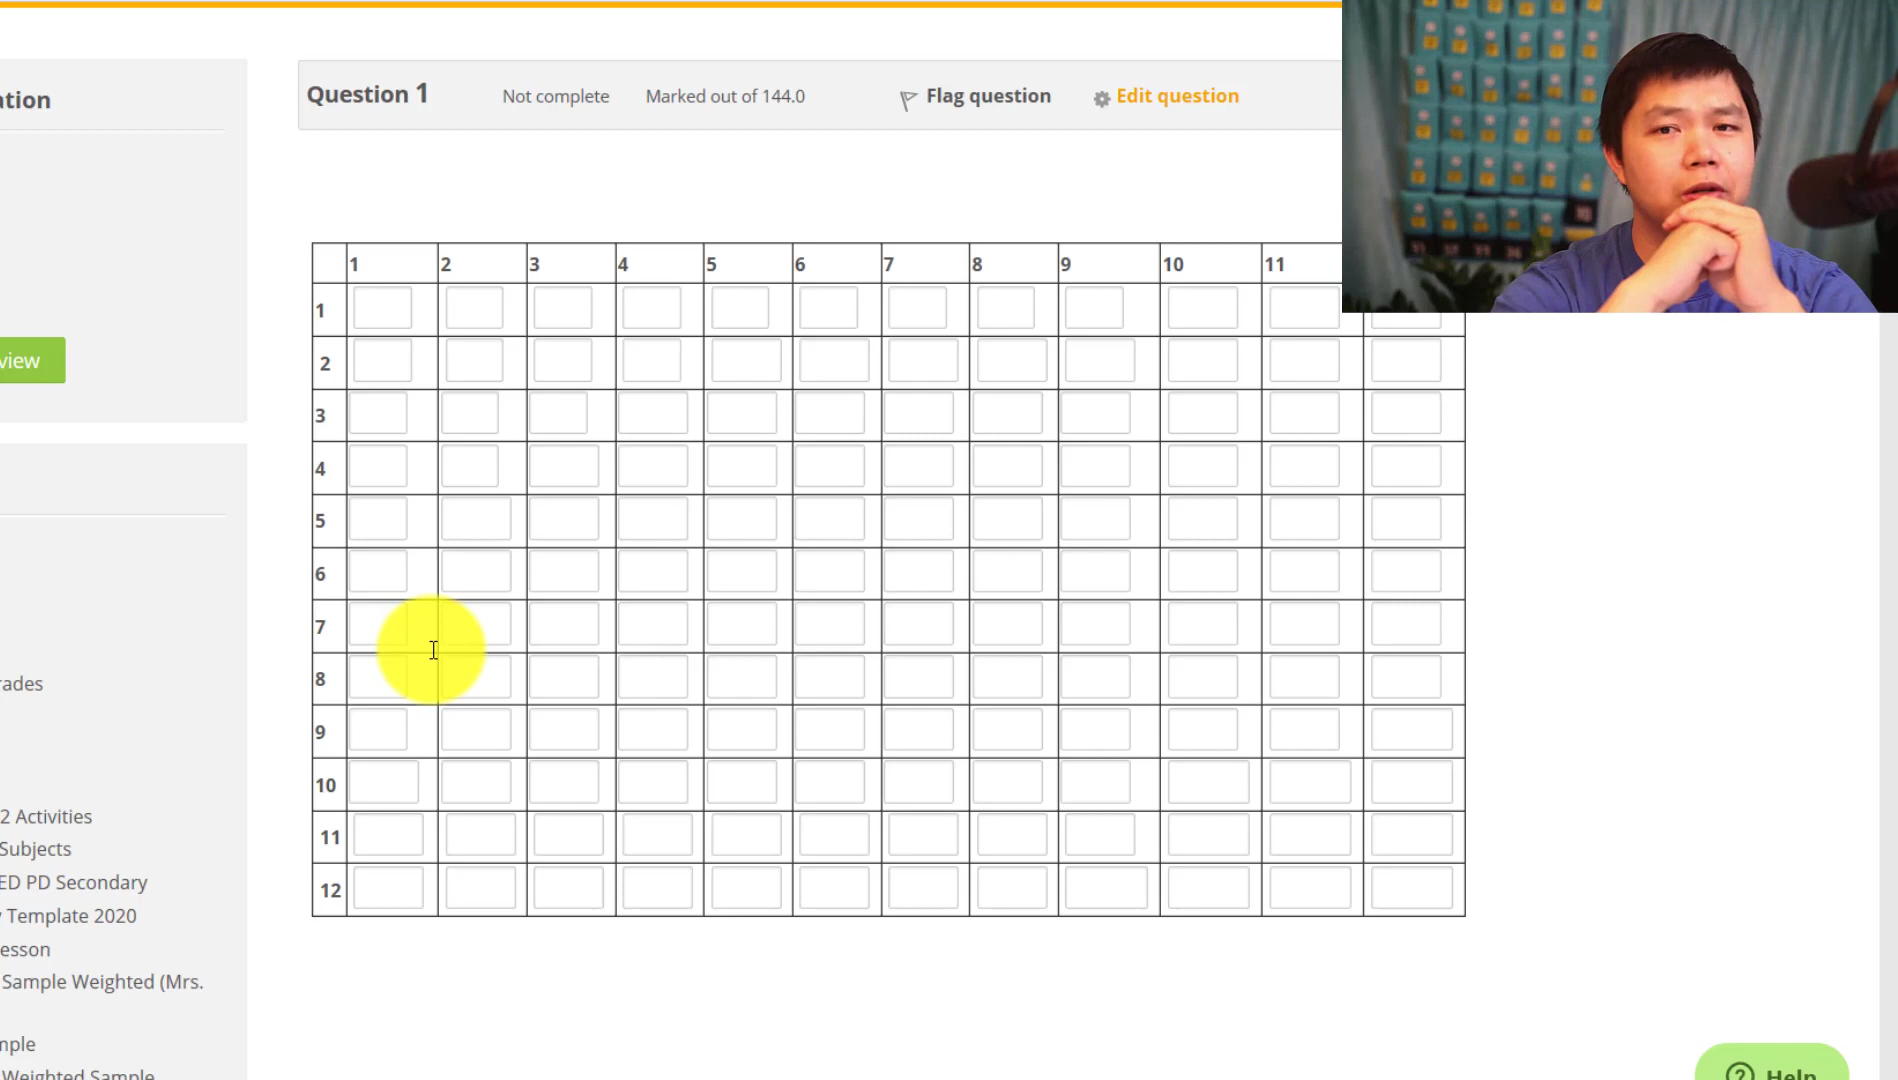 ation
Question 1 Not complete Marked out of 144.0 Flag question Edit question
1 2 3 4 5 6 7 8 9 10 11
1
2
3
view
4
5
6
7
8
rades
9
10
2 Activities
11
Subjects
ED PD Secondary
12
y Template 2020
esson
Sample Weighted (Mrs.
mple
Weighted Sample
Help